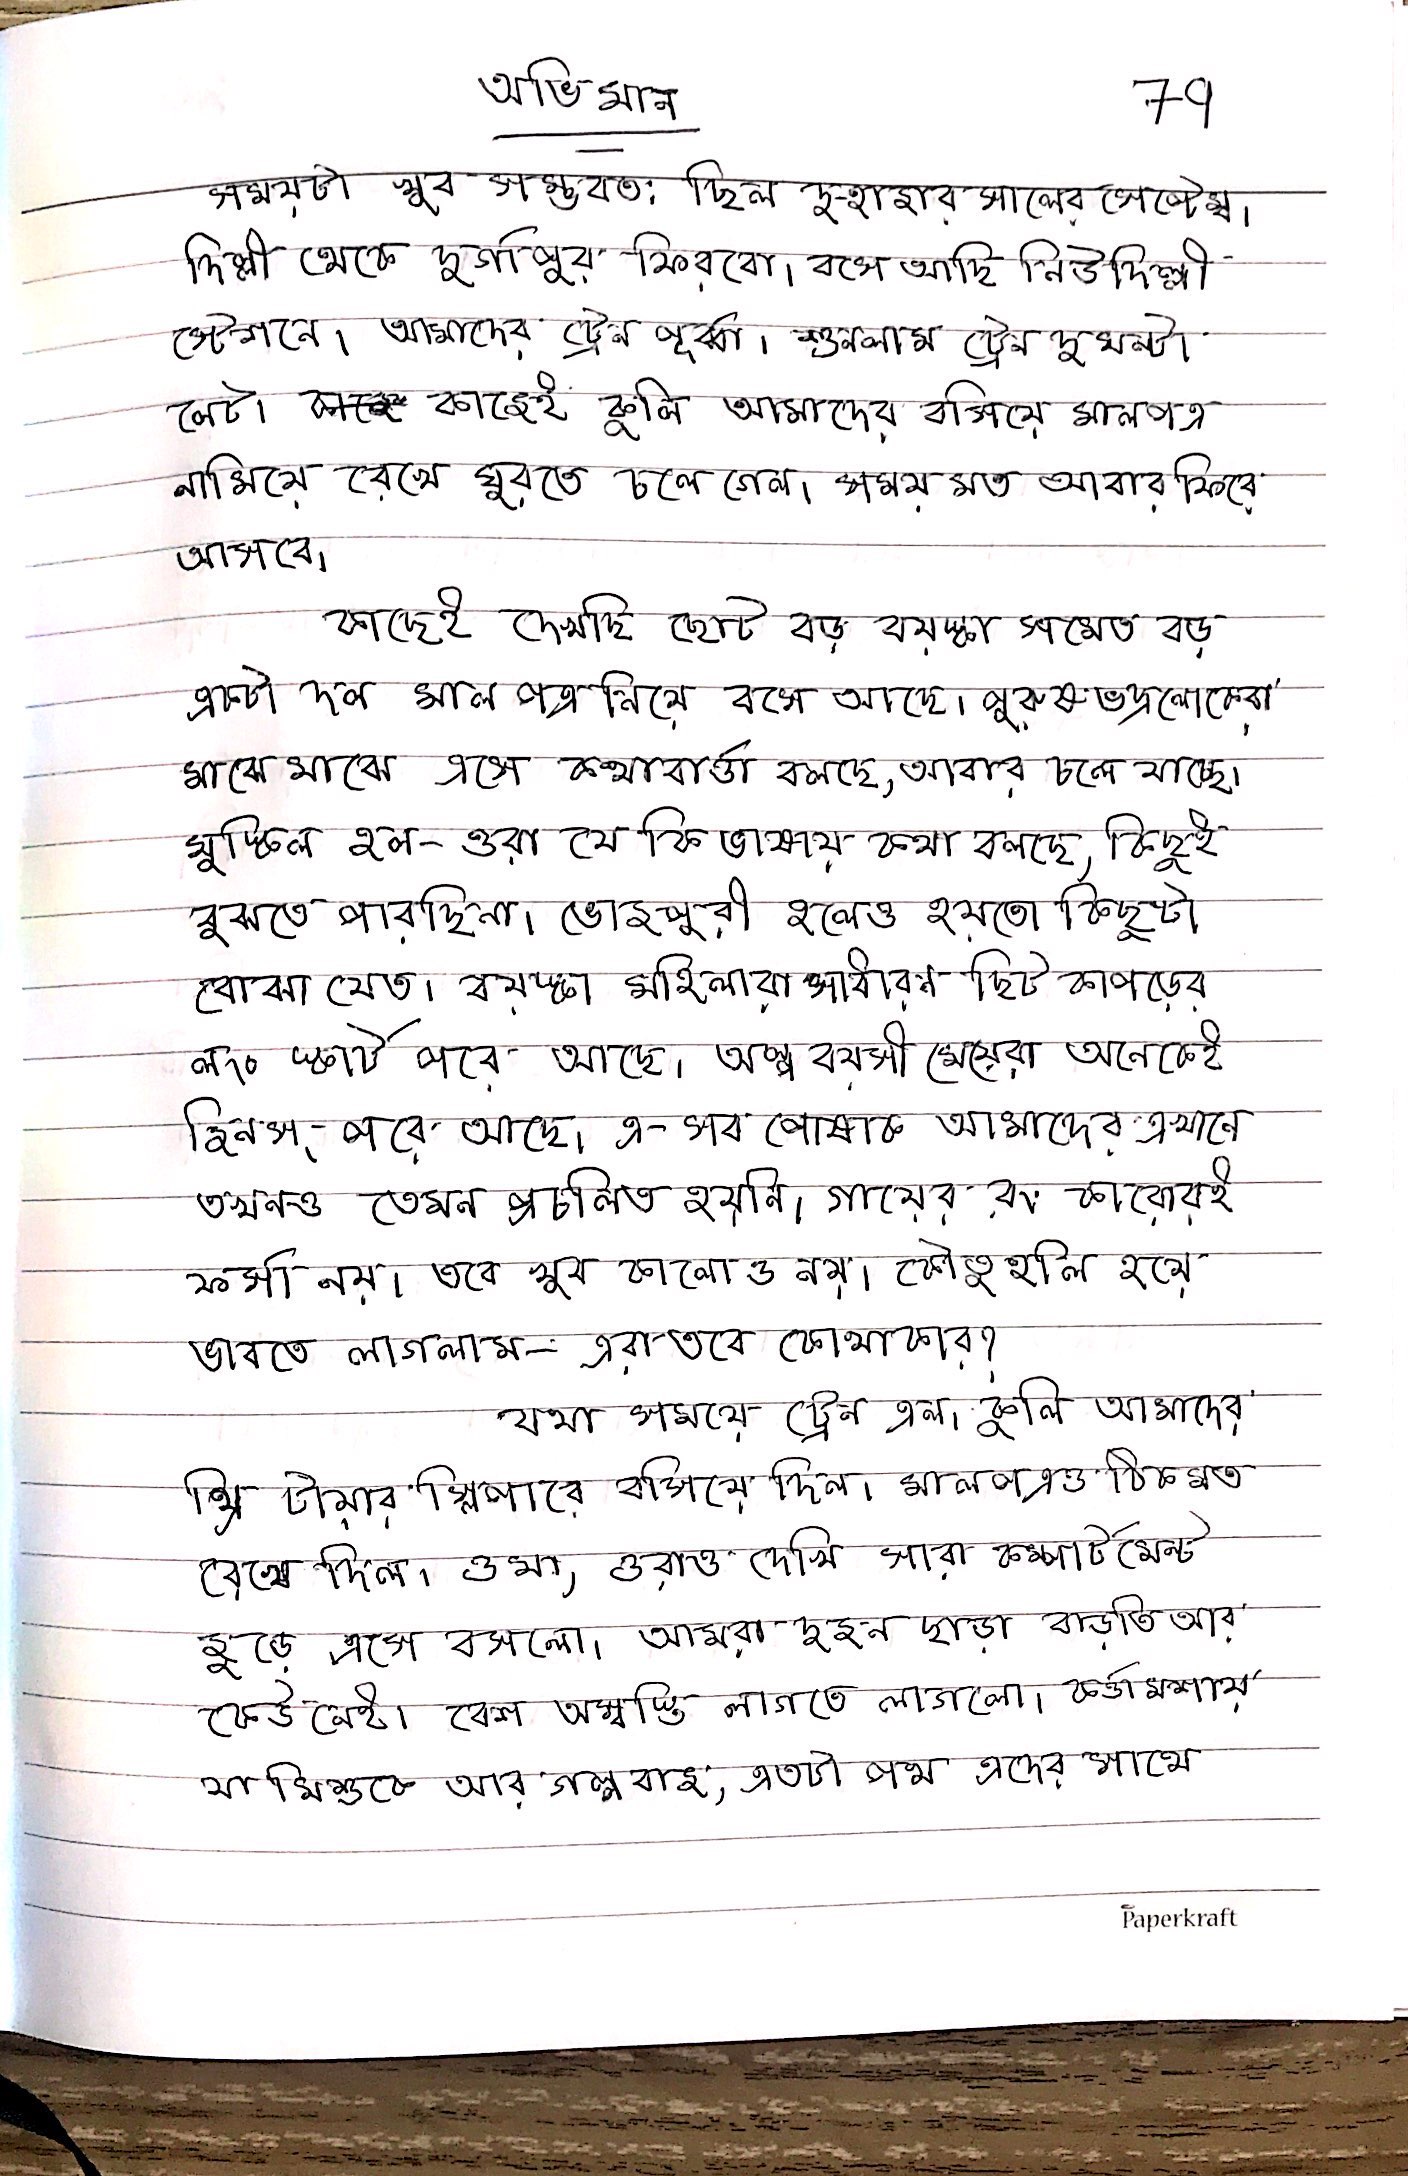 অভিমান
79
সময়টা খুব সম্ভবতঃ ছিল দু-হাজার সালের সেপ্টেম্ব।
দিল্লী থেকে দুর্গাপুর ফিরবো। বসে আছি নিউদিল্লী
স্টেশনে। আমাদের ট্রেন পূর্ব্বা। শুনলাম ট্রেন দুঘন্টা
লেট। কাছেই কুলি আমাদের বসিয়ে মালপত্র
নামিয়ে রেখে ঘুরতে চলে গেল। সময় মত আবার ফিরে
আসবে।
কাছেই দেখছি ছোট বড় বয়স্কা সমেত বড়
একটা দল মাল পত্র নিয়ে বসে আছে। পুরুষ ভদ্রলোকেরা
মাঝে মাঝে এসে কথাবার্ত্তা বলছে, আবার চলে যাচ্ছে।
মুস্কিল হল- ওরা যে কি ভাষায় কথা বলছে, কিছুই
বুঝতে পারছিনা। ভোজপুরী হলেও হয়তো কিছুটা
বোঝা যেত। বয়স্কা মহিলারা সাধারন ছিট কাপড়ের
লং স্কার্ট পরে আছে। অল্প বয়সী মেয়েরা অনেকেই
জিনস্- পরে আছে। এ- সব পোষাক আমাদের এখানে
তখনও তেমন প্রচলিত হয়নি। গায়ের রং কারোরই
ফর্সা নয়। তবে খুব কালোও নয়। কৌতুহলি হয়ে
ভাবতে লাগলাম- এরা তবে কোথাকার?
যথা সময়ে ট্রেন এল। কুলি আমাদের
থ্রি টায়ার স্লিপারে বসিয়ে দিল। মালপত্রও ঠিকমত
রেখে দিল। ওমা, ওরাও দেখি সারা কম্পার্টমেন্ট
জুড়ে এসে বসলো। আমরা দুজন ছাড়া বাড়তি আর
কেউ নেই। বেশ অস্বস্তি লাগতে লাগলো। কর্ত্তামশায়
যা মিশুকে আর গল্পবাজ, এতটা পথ এদের সাথে
Paperkraft